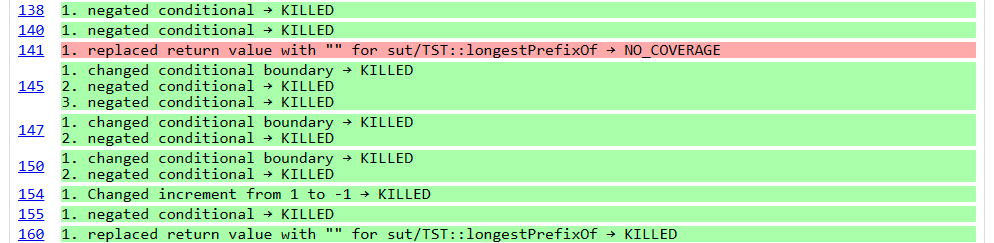 138 1. negated conditional → KILLED
140 1. negated conditional → KILLED
141 1. replaced return value with "" for sut/TST::longestPrefixOf → NO_COVERAGE
145 1. changed conditional boundary → KILLED
2. negated conditional → KILLED
3. negated conditional → KILLED
147 1. changed conditional boundary → KILLED
2. negated conditional → KILLED
150 1. changed conditional boundary → KILLED
2. negated conditional → KILLED
154 1. Changed increment from 1 to -1 → KILLED
155 1. negated conditional → KILLED
160 1. replaced return value with "" for sut/TST::longestPrefixOf → KILLED